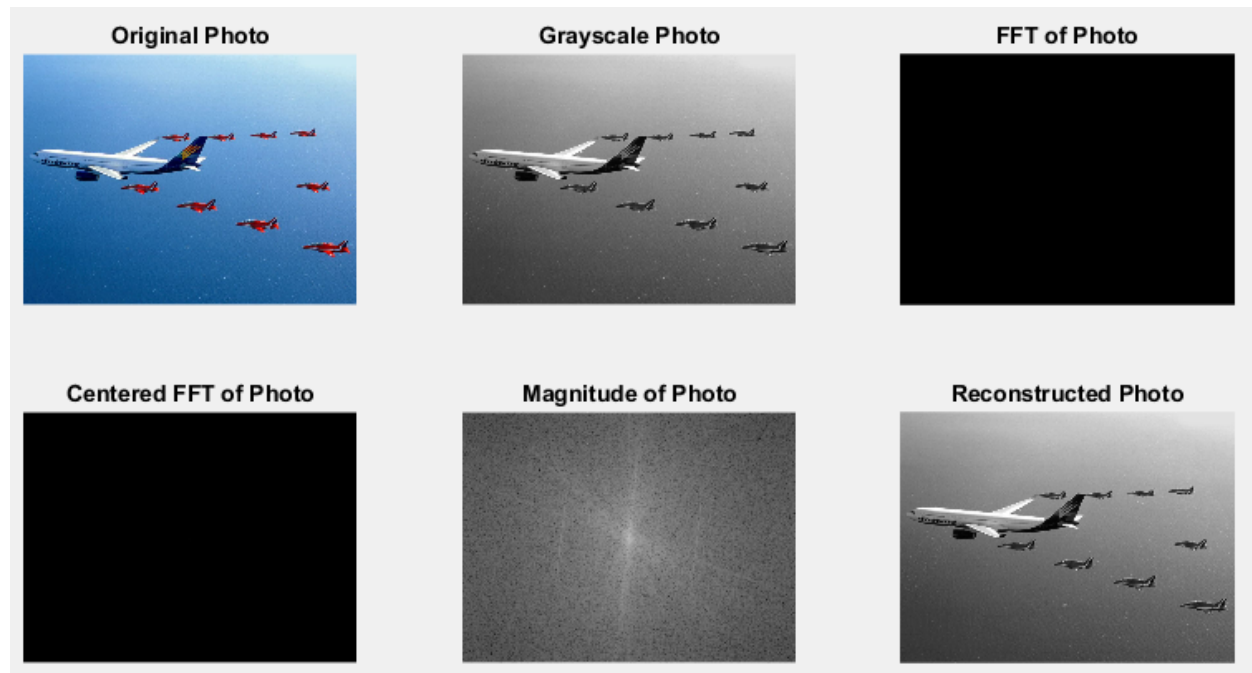 Original Photo
Grayscale Photo
FFT of Photo
Centered FFT of Photo
Magnitude of Photo
Reconstructed Photo